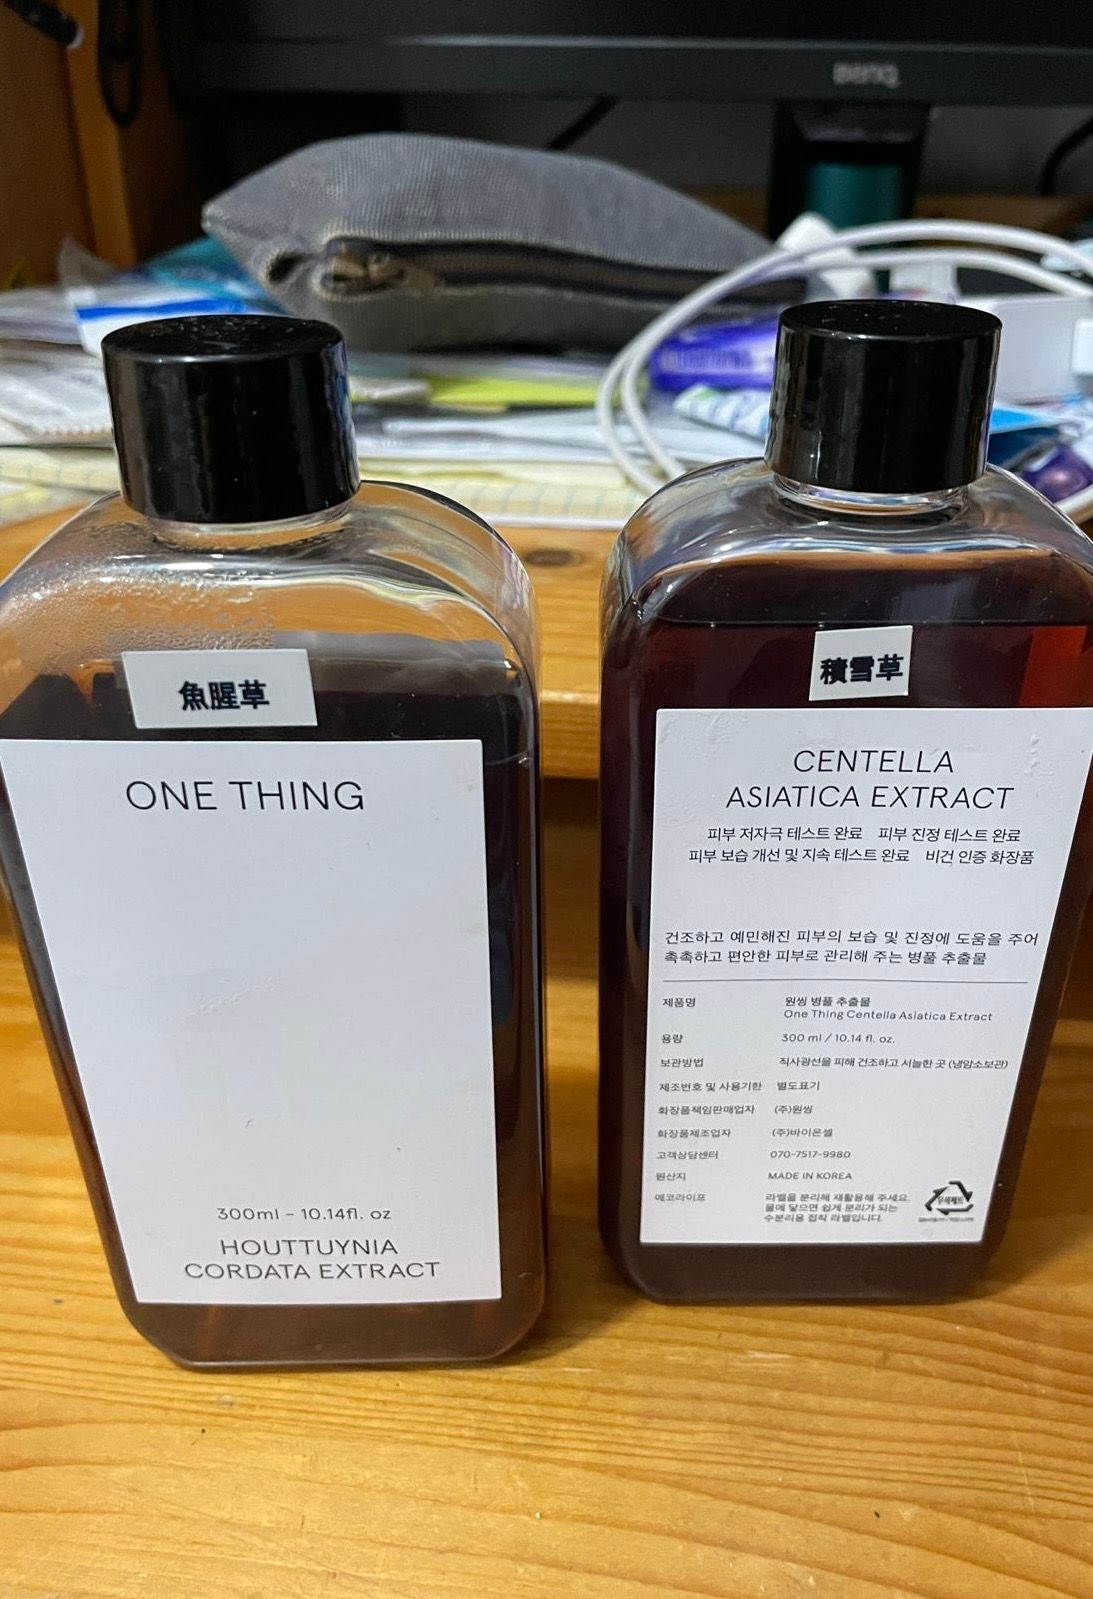 BenQ
魚腥草
ONE THING
300ml - 10.14fl. oz
HOUTTUYNIA
CORDATA EXTRACT
積雪草
CENTELLA
ASIATICA EXTRACT
피부 저자극 테스트 완료 피부 진정 테스트 완료
피부 보습 개선 및 지속 테스트 완료 비건 인증 화장품
건조하고 예민해진 피부의 보습 및 진정에 도움을 주어
촉촉하고 편안한 피부로 관리해 주는 병풀 추출물
제품명 원씽 병풀 추출물
One Thing Centella Asiatica Extract
용량 300 ml / 10.14 fl. oz.
보관방법 직사광선을 피해 건조하고 서늘한 곳 (냉암소보관)
제조번호 및 사용기한 별도표기
화장품책임판매업자 (주)원씽
화장품제조업자 (주)바이온셀
고객상담센터 070-7517-9980
원산지 MADE IN KOREA
에코라이프 라벨을 분리해 재활용해 주세요.
물에 닿으면 쉽게 분리가 되는
수분리용 접착 라벨입니다.
무색페트